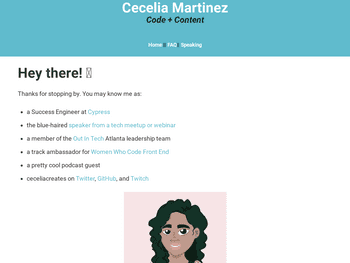 Cecelia Martinez
Code + Content
Home // FAQ // Speaking
Hey there!
Thanks for stopping by. You may know me as:
a Success Engineer at Cypress
the blue-haired speaker from a tech meetup or webinar
a member of the Out in Tech Atlanta leadership team
a track ambassador for Women Who Code Front End
a pretty cool podcast guest
ceceliacreates on Twitter, GitHub, and Twitch